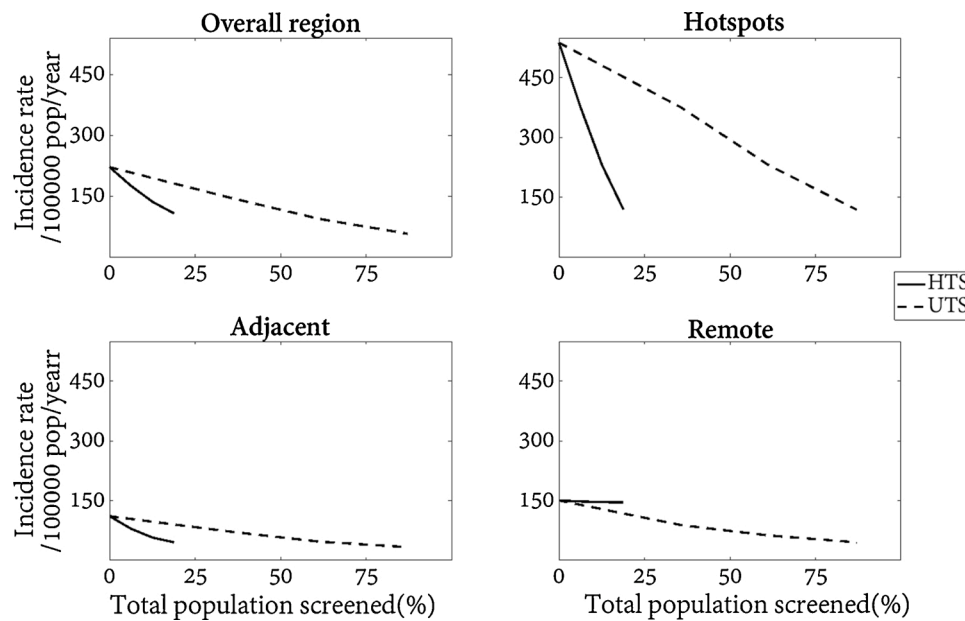 Overall region
Hotspots
Incidence rate
/100000 pop/year
450
300
150
0
25
50
75
450
300
150
0
25
50
75
HTS
UTS
Adjacent
Remote
Incidence rate
/100000 pop/yearr
450
300
150
0
25
50
75
Total population screened(%)
450
300
150
0
25
50
75
Total population screened(%)